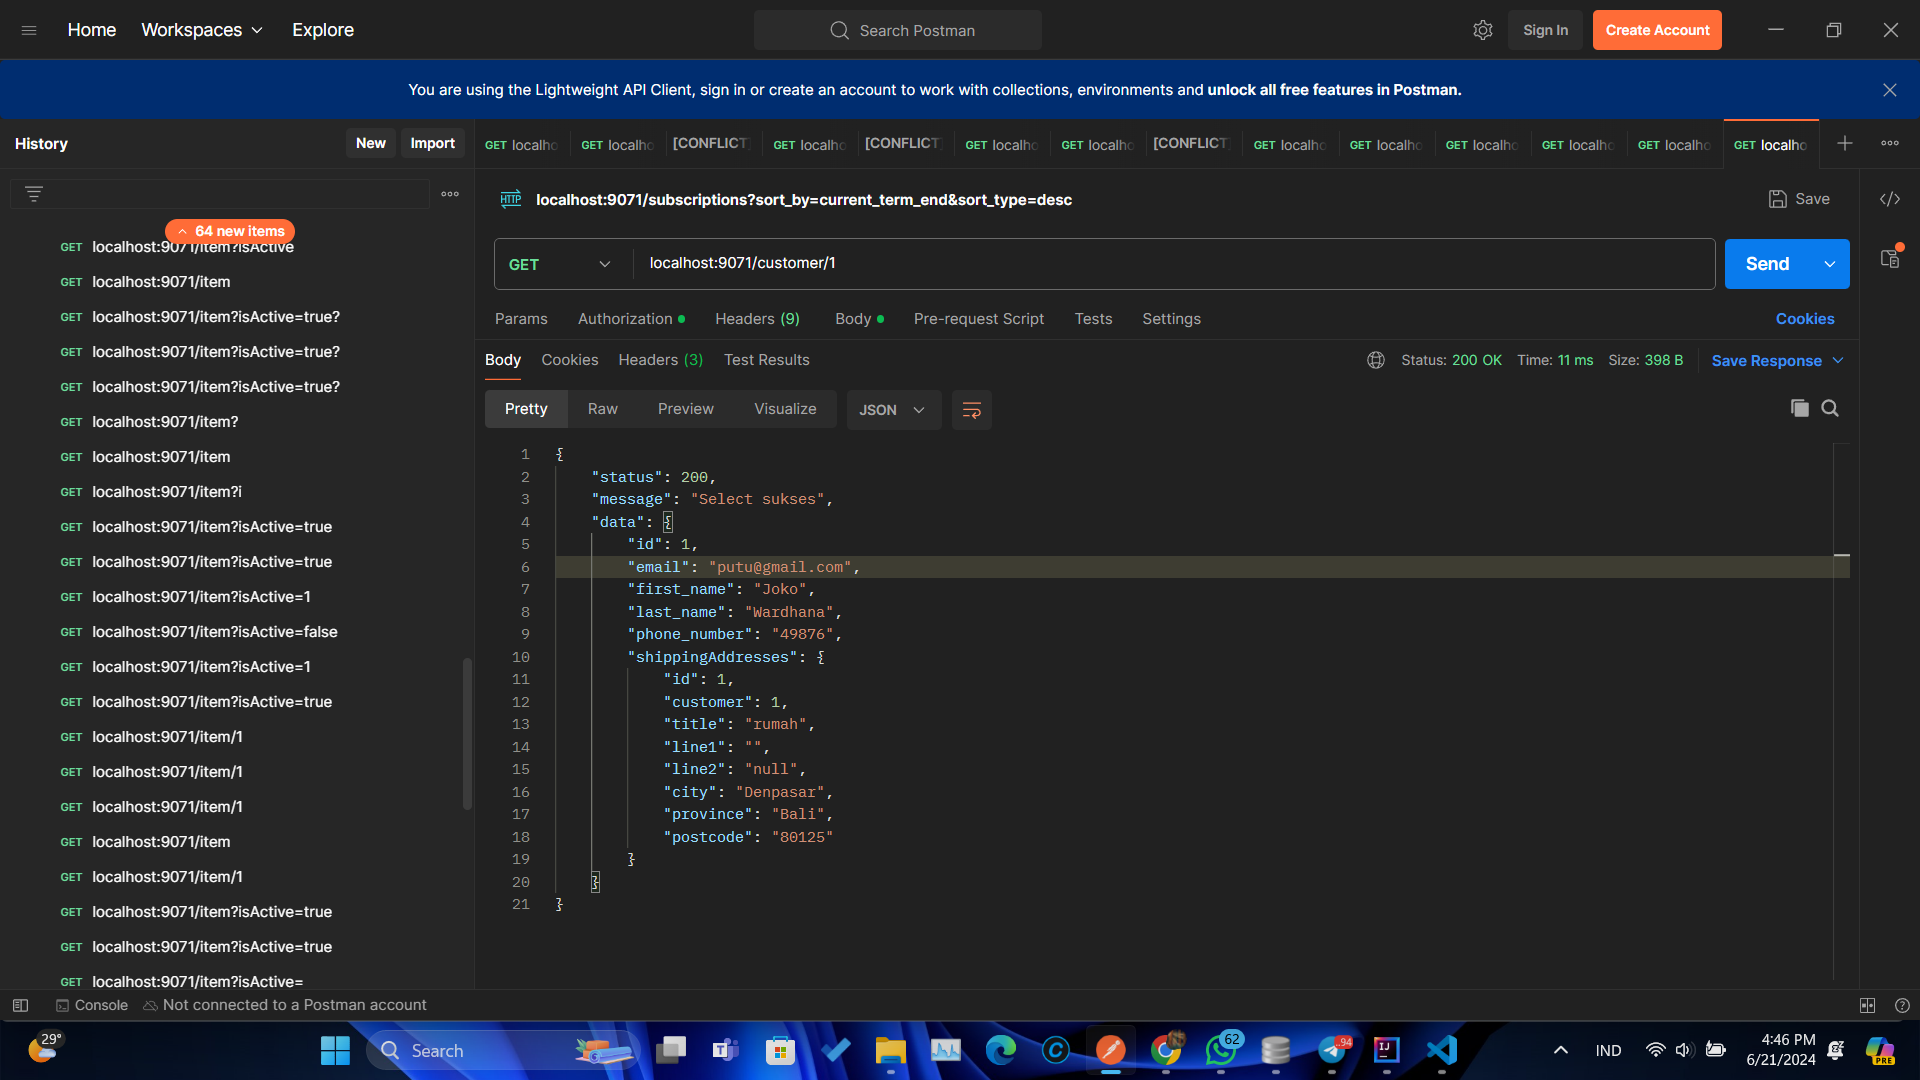 Home
Workspaces
Explore
Search Postman
Sign In
Create Account
You are using the Lightweight API Client, sign in or create an account to work with collections, environments and unlock all free features in Postman.
History
New
Import
GET localho
GET localho
[CONFLICT]
GET localho
[CONFLICT]
GET localho
GET localho
[CONFLICT]
GET localho
GET localho
GET localho
GET localho
GET localho
GET localho
64 new items
GET localhost:9071/item?isActive
GET localhost:9071/item
GET localhost:9071/item?isActive=true?
GET localhost:9071/item?isActive=true?
GET localhost:9071/item?isActive=true?
GET localhost:9071/item?
GET localhost:9071/item
GET localhost:9071/item?i
GET localhost:9071/item?isActive=true
GET localhost:9071/item?isActive=true
GET localhost:9071/item?isActive=1
GET localhost:9071/item?isActive=false
GET localhost:9071/item?isActive=1
GET localhost:9071/item?isActive=true
GET localhost:9071/item/1
GET localhost:9071/item/1
GET localhost:9071/item/1
GET localhost:9071/item
GET localhost:9071/item/1
GET localhost:9071/item?isActive=true
GET localhost:9071/item?isActive=true
GET localhost:9071/item?isActive=
HTTP localhost:9071/subscriptions?sort_by=current_term_end&sort_type=desc
Save
GET
localhost:9071/customer/1
Send
Params
Authorization
Headers (9)
Body
Pre-request Script
Tests
Settings
Cookies
Body
Cookies
Headers (3)
Test Results
Status: 200 OK
Time: 11 ms
Size: 398 B
Save Response
Pretty
Raw
Preview
Visualize
JSON
1 {
2 "status": 200,
3 "message": "Select sukses",
4 "data": {
5 "id": 1,
6 "email": "putu@gmail.com",
7 "first_name": "Joko",
8 "last_name": "Wardhana",
9 "phone_number": "49876",
10 "shippingAddresses": {
11 "id": 1,
12 "customer": 1,
13 "title": "rumah",
14 "line1": "",
15 "line2": "null",
16 "city": "Denpasar",
17 "province": "Bali",
18 "postcode": "80125"
19 }
20 }
21 }
Console
Not connected to a Postman account
29°
Search
62
94
IJ
IND
4:46 PM
6/21/2024
PRE